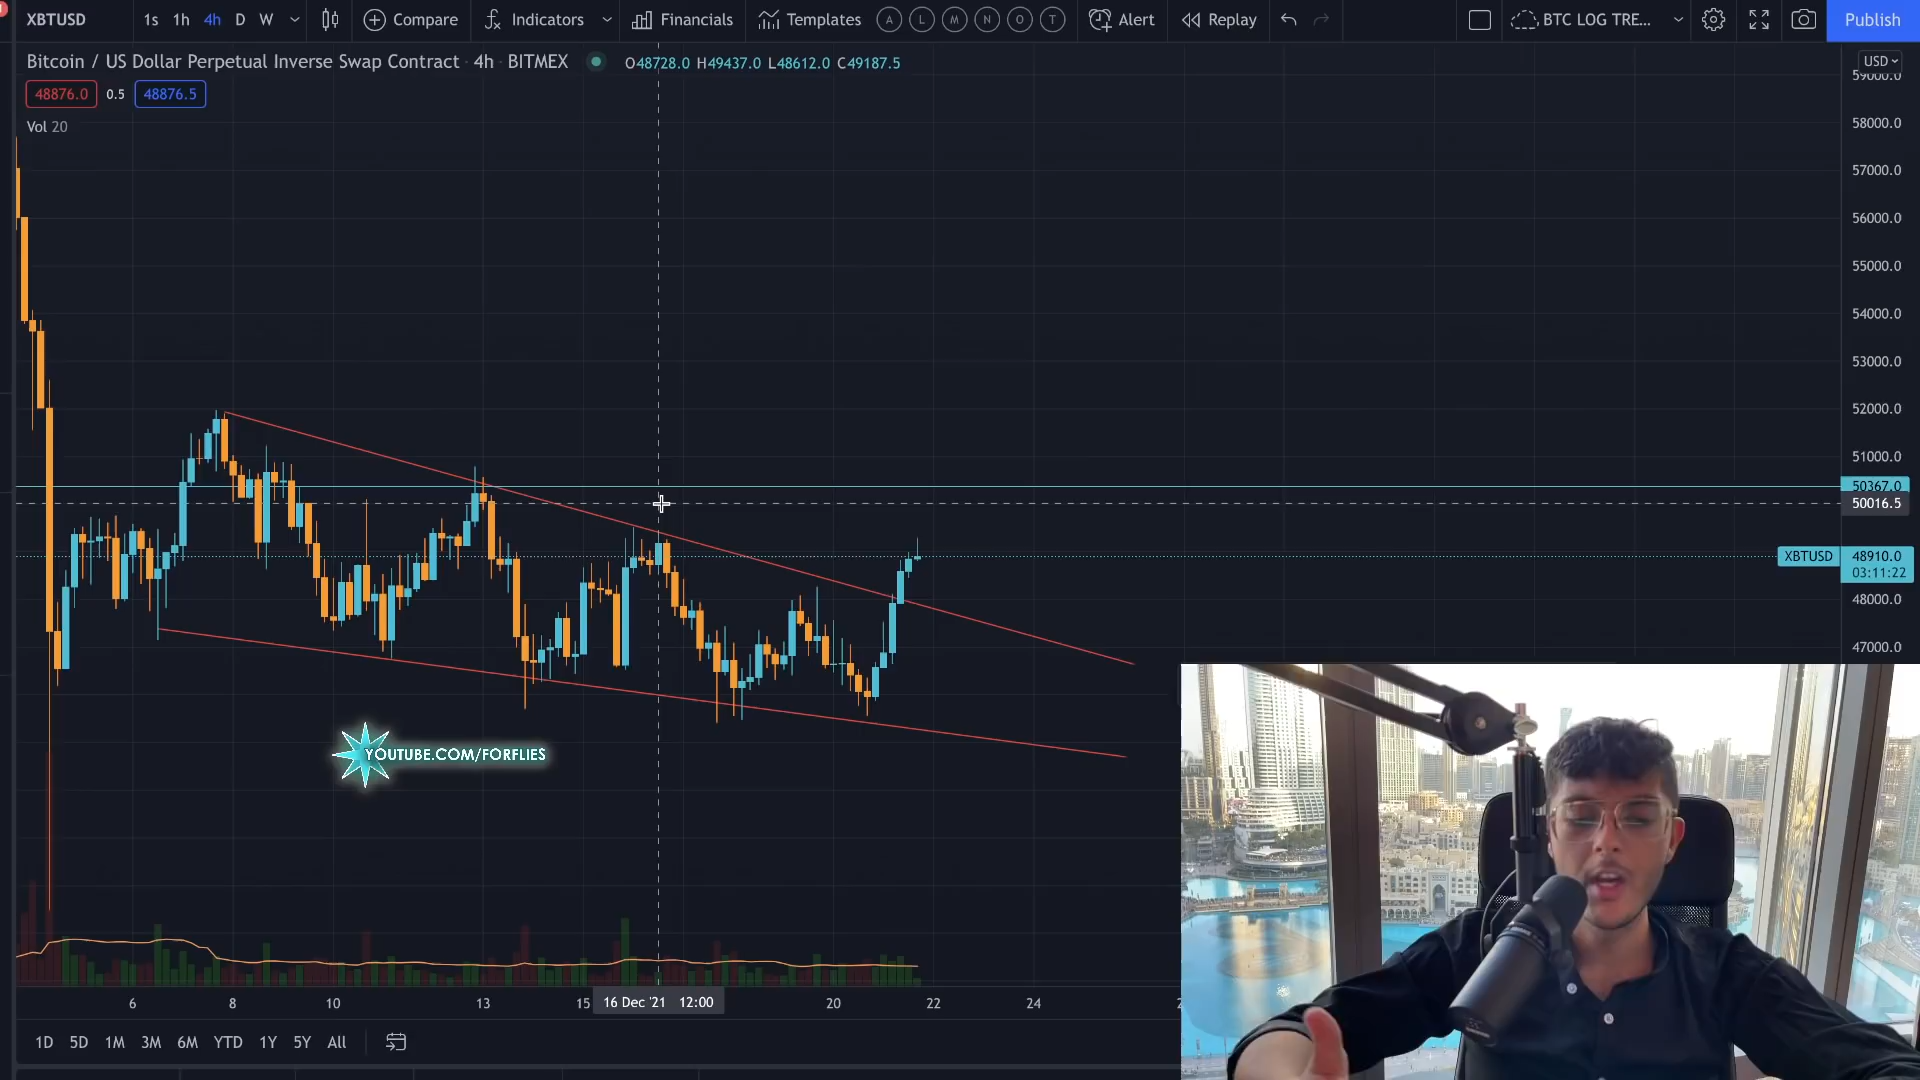 XBTUSD 1s 1h 4h D W Compare Indicators Financials Templates A L M N O T Alert Replay BTC LOG TRE... Publish
Bitcoin / US Dollar Perpetual Inverse Swap Contract · 4h · BITMEX O48728.0 H49437.0 L48612.0 C49187.5
USD
59000.0
48876.0 0.5 48876.5
Vol 20
58000.0
57000.0
56000.0
55000.0
54000.0
53000.0
52000.0
51000.0
50367.0
50016.5
XBTUSD 48910.0
03:11:22
48000.0
47000.0
YOUTUBE.COM/FORFLIES
6 8 10 13 15 16 Dec '21 12:00 20 22 24
1D 5D 1M 3M 6M YTD 1Y 5Y All